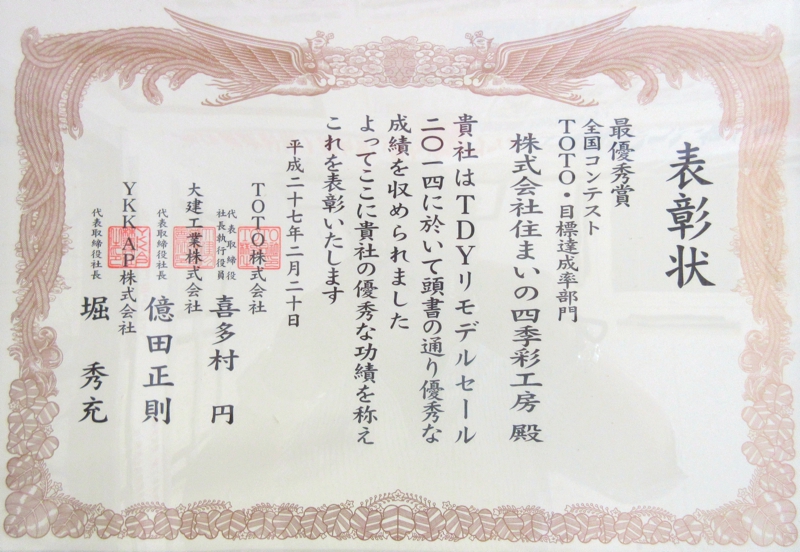 表彰状
最優秀賞
全国コンテスト
TOTO・目標達成率部門
株式会社住まいの四季彩工房 殿
貴社はTDYリモデルセール
二〇一四に於いて頭書の通り優秀な
成績を収められました
よってここに貴社の優秀な功績を称え
これを表彰いたします
平成二十七年二月二十日
TOTO株式会社
代表取締役
社長執行役員
喜多村 円
大建工業株式会社
代表取締役社長
億田正則
YKK AP株式会社
代表取締役社長
堀 秀充